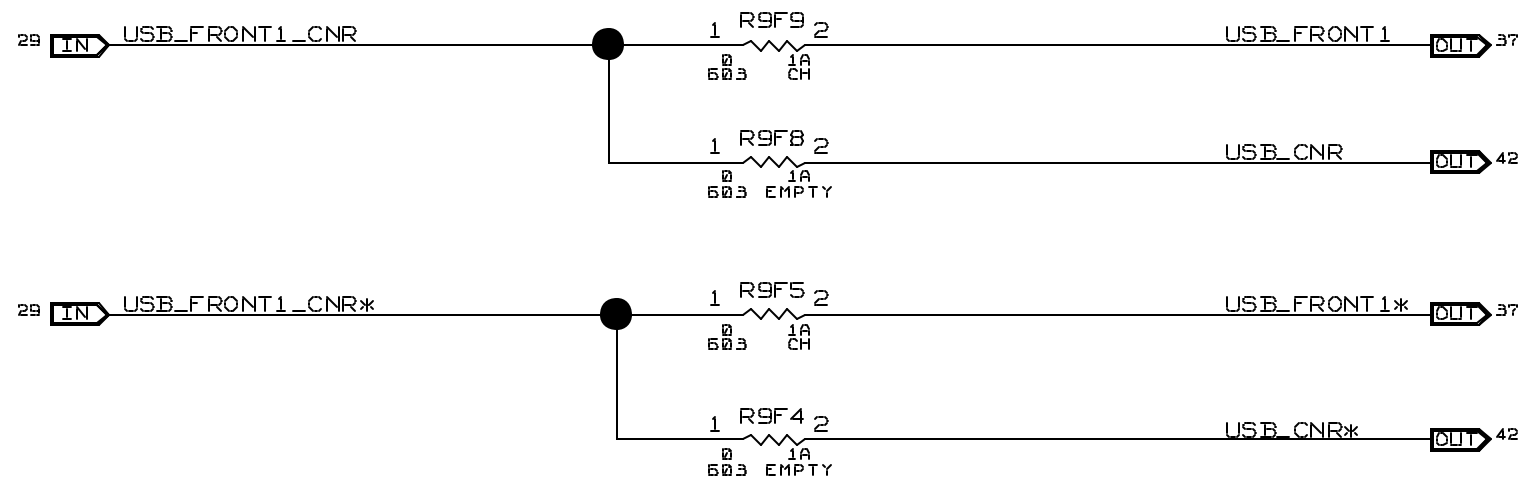 29 IN USB_FRONT1_CNR 1 R9F9 2 USB_FRONT1 OUT 37
0 1A
603 CH
1 R9F8 2 USB_CNR OUT 42
0 1A
603 EMPTY
29 IN USB_FRONT1_CNR* 1 R9F5 2 USB_FRONT1* OUT 37
0 1A
603 CH
1 R9F4 2 USB_CNR* OUT 42
0 1A
603 EMPTY